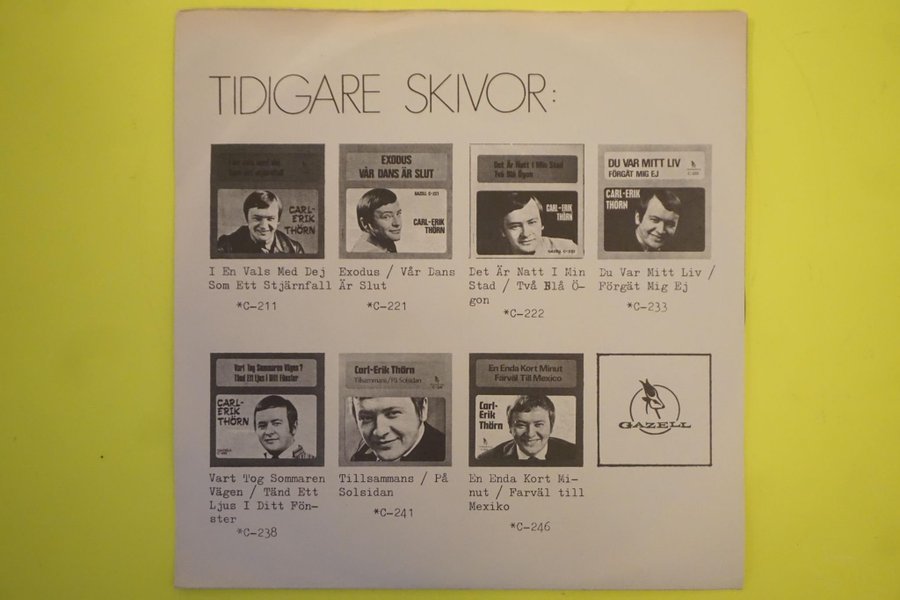 TIDIGARE SKIVOR:
CARL-
ERIK
THÖRN
EXODUS
VÅR DANS ÄR SLUT
GAZELL C-221
CARL-ERIK
THÖRN
Det Är Natt I Min Stad
Två Blå Ögon
CARL-ERIK
THÖRN
DU VAR MITT LIV
FÖRGÄT MIG EJ
CARL-ERIK
THÖRN
I En Vals Med Dej
Som Ett Stjärnfall
*C-211
Exodus / Vår Dans
Är Slut
*C-221
Det Är Natt I Min
Stad / Två Blå Ö-
gon
*C-222
Du Var Mitt Liv /
Förgät Mig Ej
*C-233
Vart Tog Sommaren Vägen?
Tänd Ett Ljus I Ditt Fönster
CARL-
ERIK
THÖRN
Carl-Erik Thörn
Tillsammans/På Solsidan
En Enda Kort Minut
Farväl Till Mexico
Carl-
Erik
Thörn
GAZELL
Vart Tog Sommaren
Vägen / Tänd Ett
Ljus I Ditt Fön-
ster
*C-238
Tillsammans / På
Solsidan
*C-241
En Enda Kort Mi-
nut / Farväl till
Mexiko
*C-246